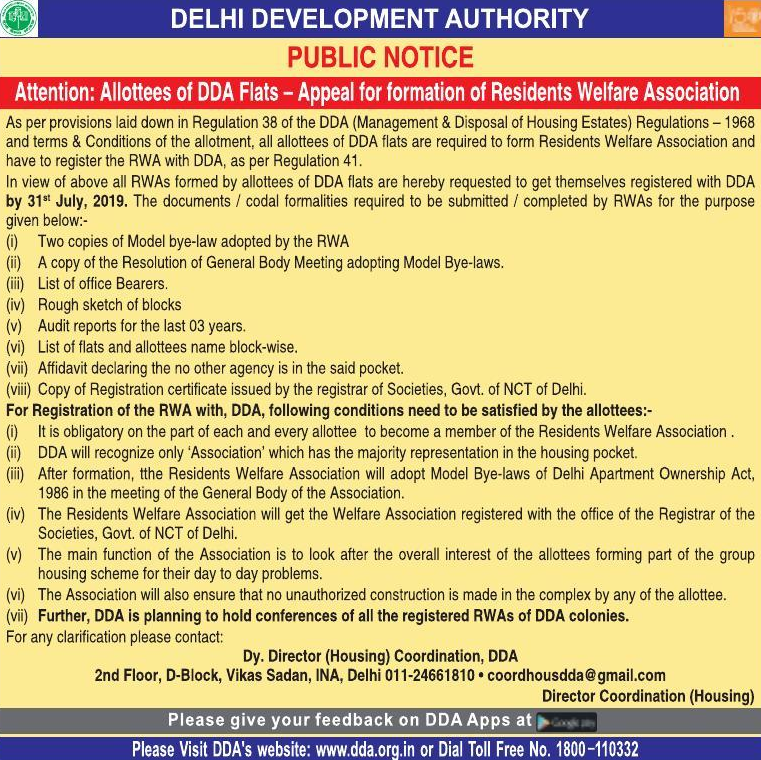 DELHI DEVELOPMENT AUTHORITY
PUBLIC NOTICE
Attention: Allottees of DDA Flats – Appeal for formation of Residents Welfare Association
As per provisions laid down in Regulation 38 of the DDA (Management & Disposal of Housing Estates) Regulations – 1968
and terms & Conditions of the allotment, all allottees of DDA flats are required to form Residents Welfare Association and
have to register the RWA with DDA, as per Regulation 41.
In view of above all RWAs formed by allottees of DDA flats are hereby requested to get themselves registered with DDA
by 31st July, 2019. The documents / codal formalities required to be submitted / completed by RWAs for the purpose
given below:-
(i) Two copies of Model bye-law adopted by the RWA
(ii) A copy of the Resolution of General Body Meeting adopting Model Bye-laws.
(iii) List of office Bearers.
(iv) Rough sketch of blocks
(v) Audit reports for the last 03 years.
(vi) List of flats and allottees name block-wise.
(vii) Affidavit declaring the no other agency is in the said pocket.
(viii) Copy of Registration certificate issued by the registrar of Societies, Govt. of NCT of Delhi.
For Registration of the RWA with, DDA, following conditions need to be satisfied by the allottees:-
(i) It is obligatory on the part of each and every allottee to become a member of the Residents Welfare Association .
(ii) DDA will recognize only ‘Association’ which has the majority representation in the housing pocket.
(iii) After formation, tthe Residents Welfare Association will adopt Model Bye-laws of Delhi Apartment Ownership Act,
1986 in the meeting of the General Body of the Association.
(iv) The Residents Welfare Association will get the Welfare Association registered with the office of the Registrar of the
Societies, Govt. of NCT of Delhi.
(v) The main function of the Association is to look after the overall interest of the allottees forming part of the group
housing scheme for their day to day problems.
(vi) The Association will also ensure that no unauthorized construction is made in the complex by any of the allottee.
(vii) Further, DDA is planning to hold conferences of all the registered RWAs of DDA colonies.
For any clarification please contact:
Dy. Director (Housing) Coordination, DDA
2nd Floor, D-Block, Vikas Sadan, INA, Delhi 011-24661810 • coordhousdda@gmail.com
Director Coordination (Housing)
Please give your feedback on DDA Apps at
Please Visit DDA's website: www.dda.org.in or Dial Toll Free No. 1800-110332